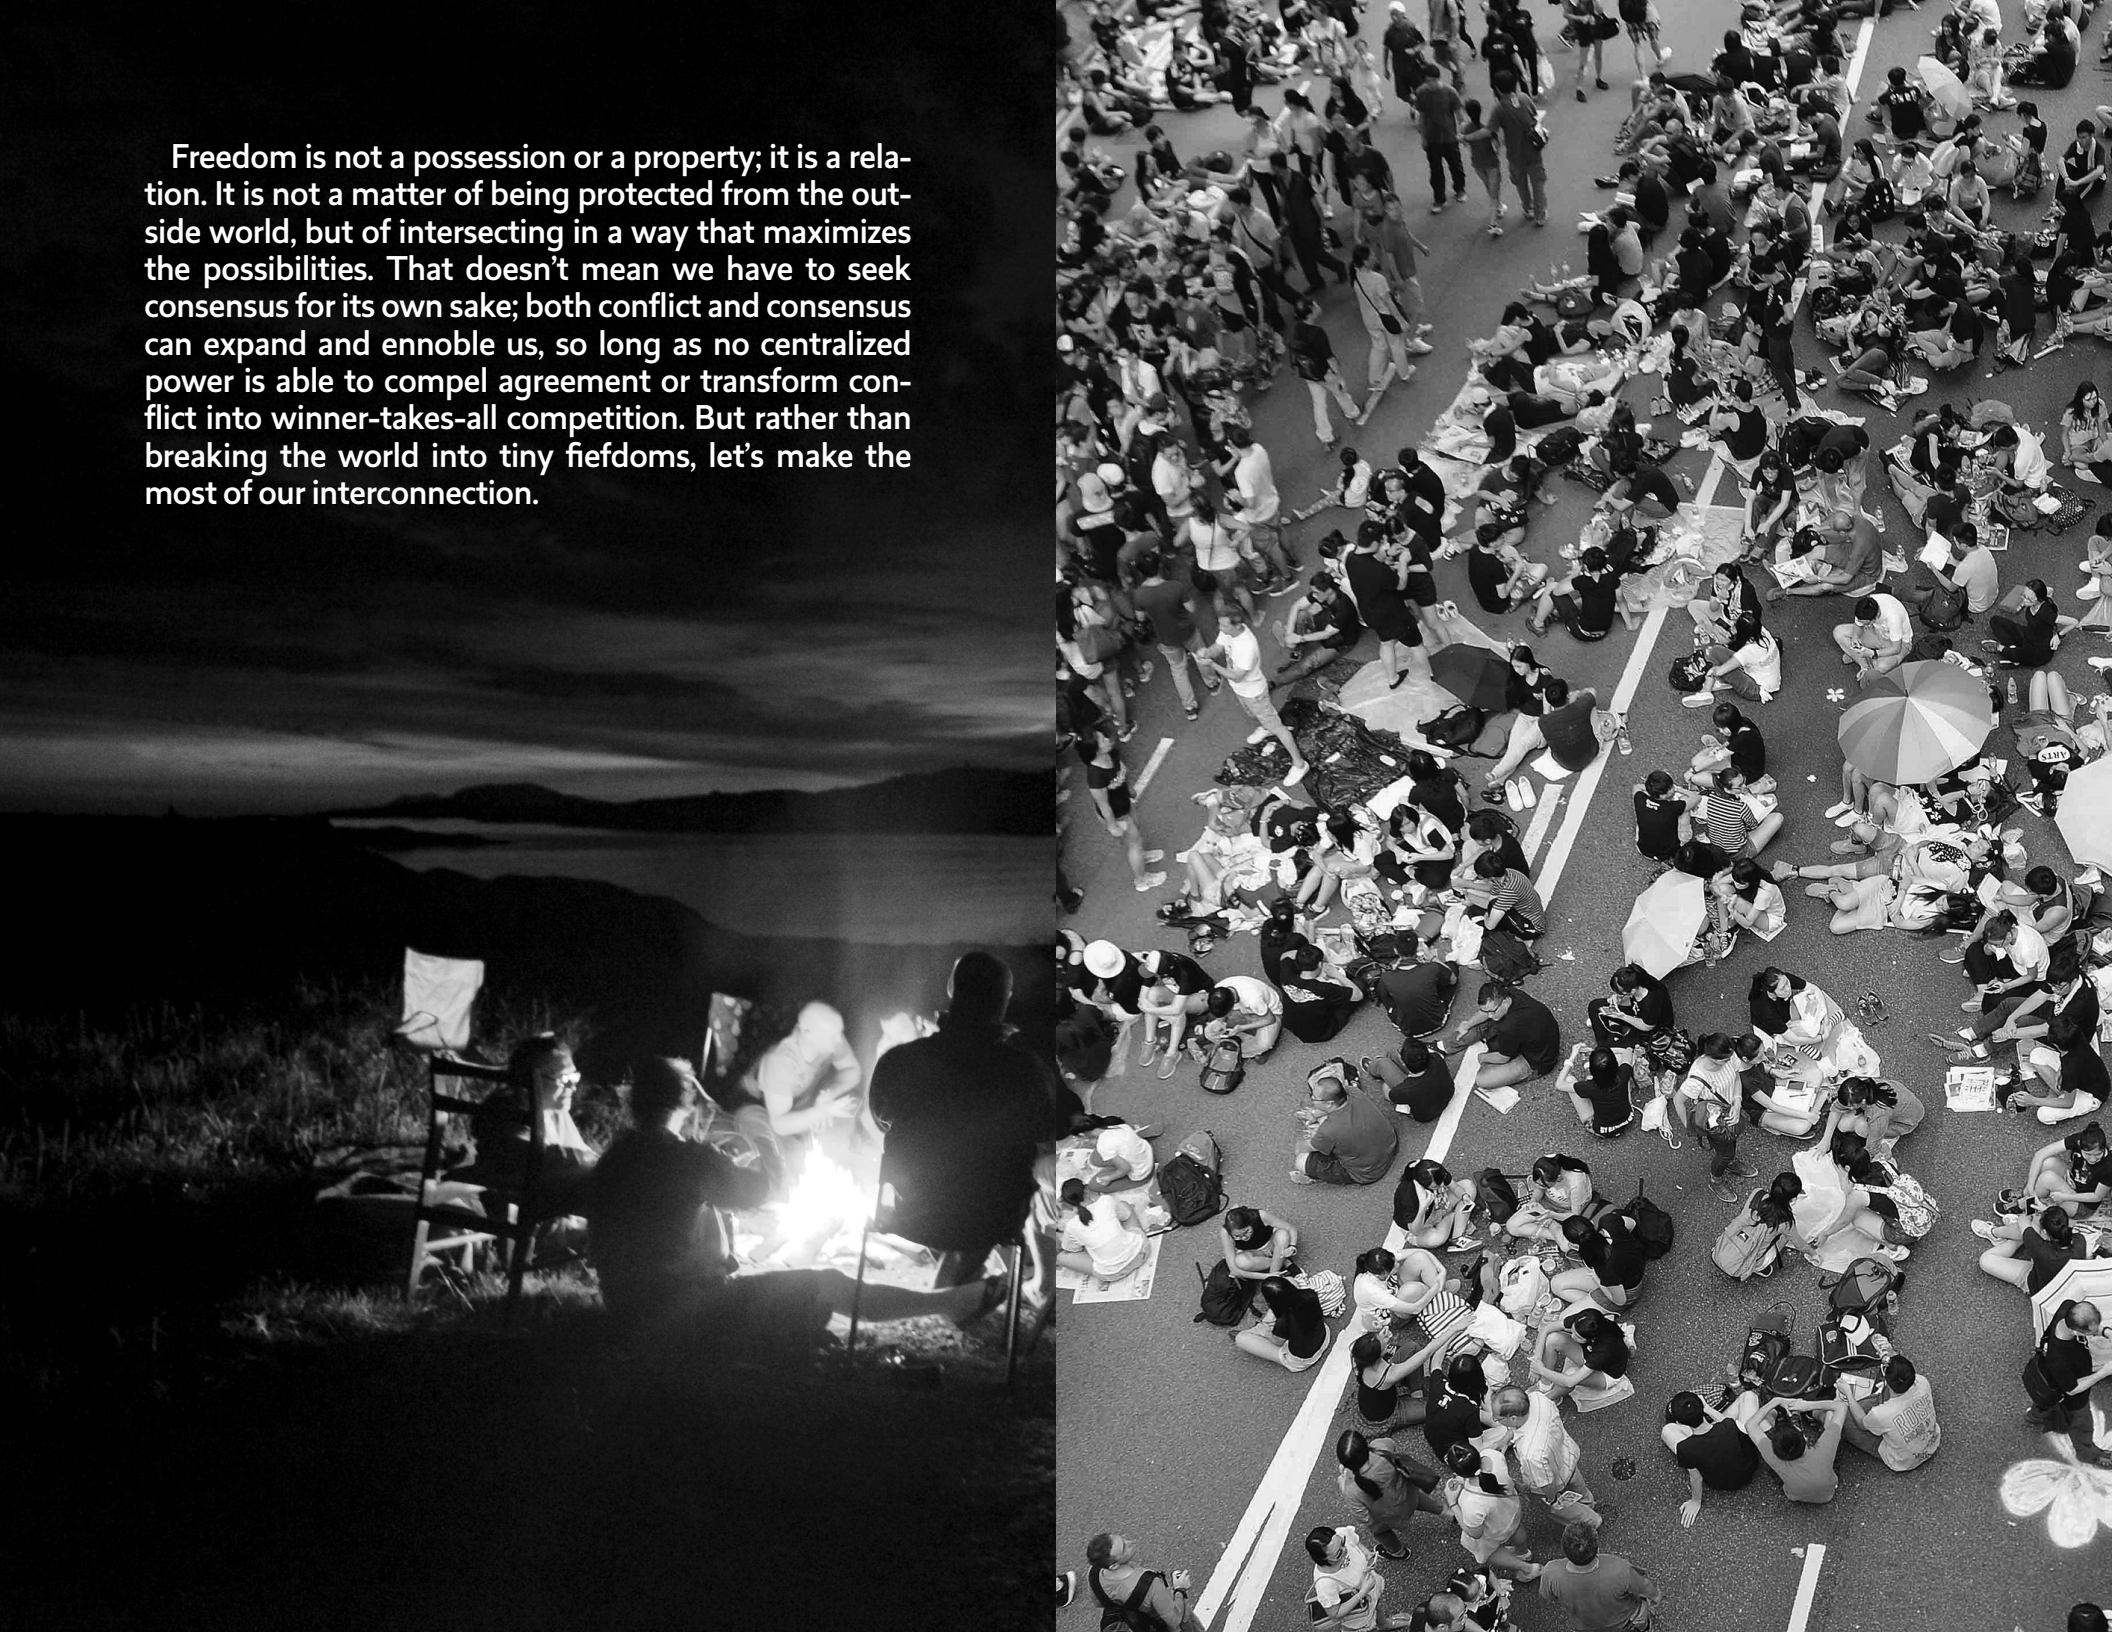 Freedom is not a possession or a property; it is a rela-
tion. It is not a matter of being protected from the out-
side world, but of intersecting in a way that maximizes
the possibilities. That doesn’t mean we have to seek
consensus for its own sake; both conflict and consensus
can expand and ennoble us, so long as no centralized
power is able to compel agreement or transform con-
flict into winner-takes-all competition. But rather than
breaking the world into tiny fiefdoms, let’s make the
most of our interconnection.
ARTS